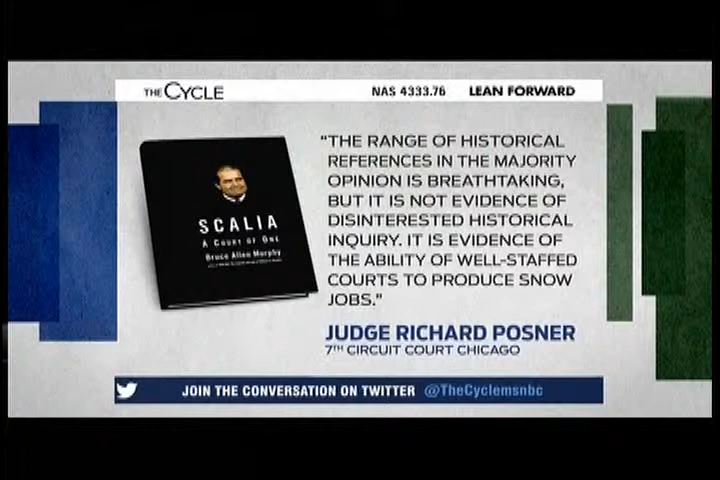 THE CYCLE
NAS 4333.76
LEAN FORWARD
SCALIA
A COURT OF ONE
Bruce Allen Murphy
“THE RANGE OF HISTORICAL
REFERENCES IN THE MAJORITY
OPINION IS BREATHTAKING,
BUT IT IS NOT EVIDENCE OF
DISINTERESTED HISTORICAL
INQUIRY. IT IS EVIDENCE OF
THE ABILITY OF WELL-STAFFED
COURTS TO PRODUCE SNOW
JOBS.”
JUDGE RICHARD POSNER
7TH CIRCUIT COURT CHICAGO
JOIN THE CONVERSATION ON TWITTER @TheCyclemsnbc